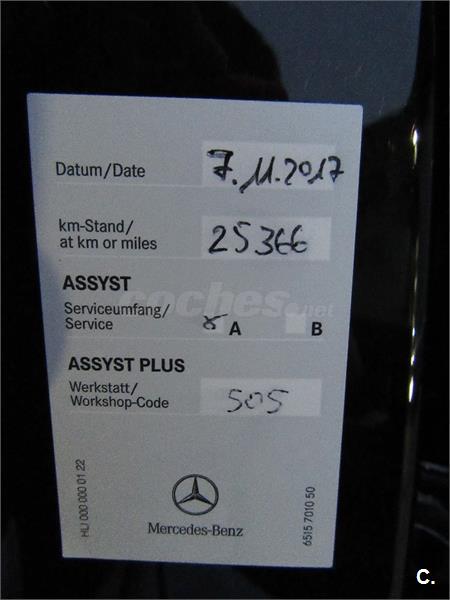 Datum/Date 7.11.2017
km-Stand/
at km or miles 25366
ASSYST
Serviceumfang/
Service x A B
coches.net
ASSYST PLUS
Werkstatt/
Workshop-Code 505
HLI 000 000 01 22
Mercedes-Benz
6515 7010 50
C.